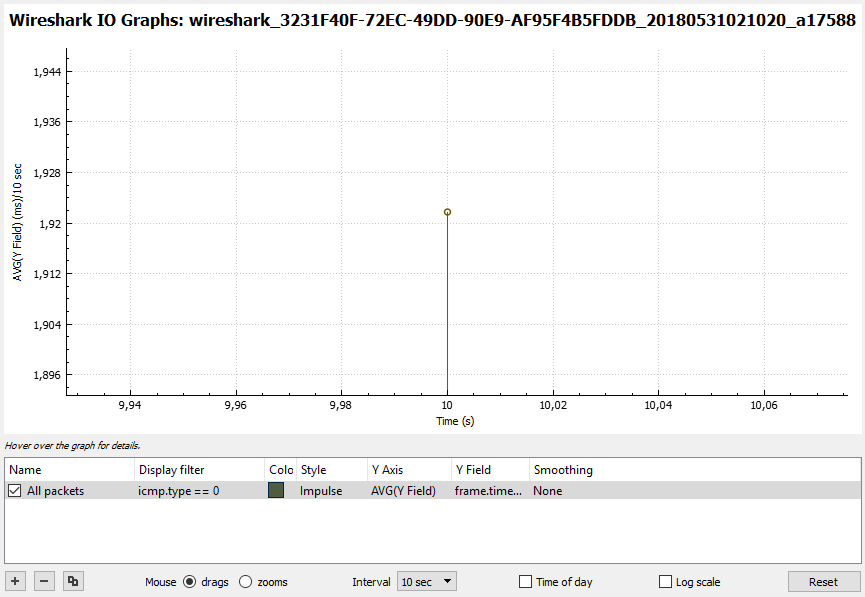 Wireshark IO Graphs: wireshark_3231F40F-72EC-49DD-90E9-AF95F4B5FDDB_20180531021020_a17588
AVG(Y Field) (ms)/10 sec
1,944
1,936
1,928
1,92
1,912
1,904
1,896
9,94 9,96 9,98 10 10,02 10,04 10,06
Time (s)
Hover over the graph for details.
Name Display filter Colo Style Y Axis Y Field Smoothing
All packets icmp.type == 0 Impulse AVG(Y Field) frame.time... None
+ − Mouse drags zooms Interval 10 sec Time of day Log scale Reset